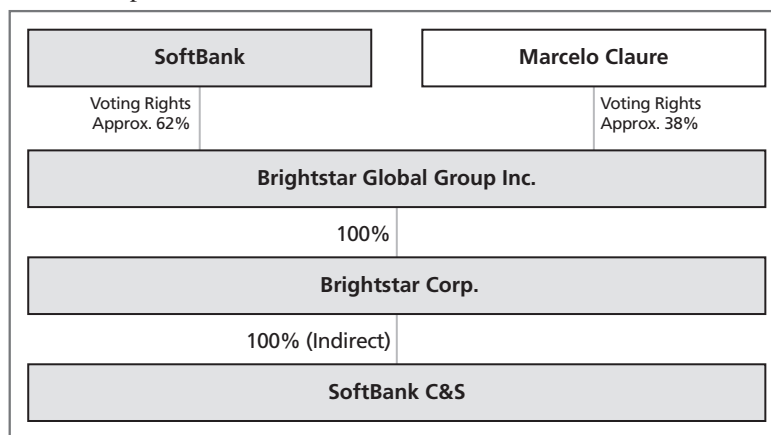 SoftBank
Marcelo Claure
Voting Rights
Approx. 62%
Voting Rights
Approx. 38%
Brightstar Global Group Inc.
100%
Brightstar Corp.
100% (Indirect)
SoftBank C&S